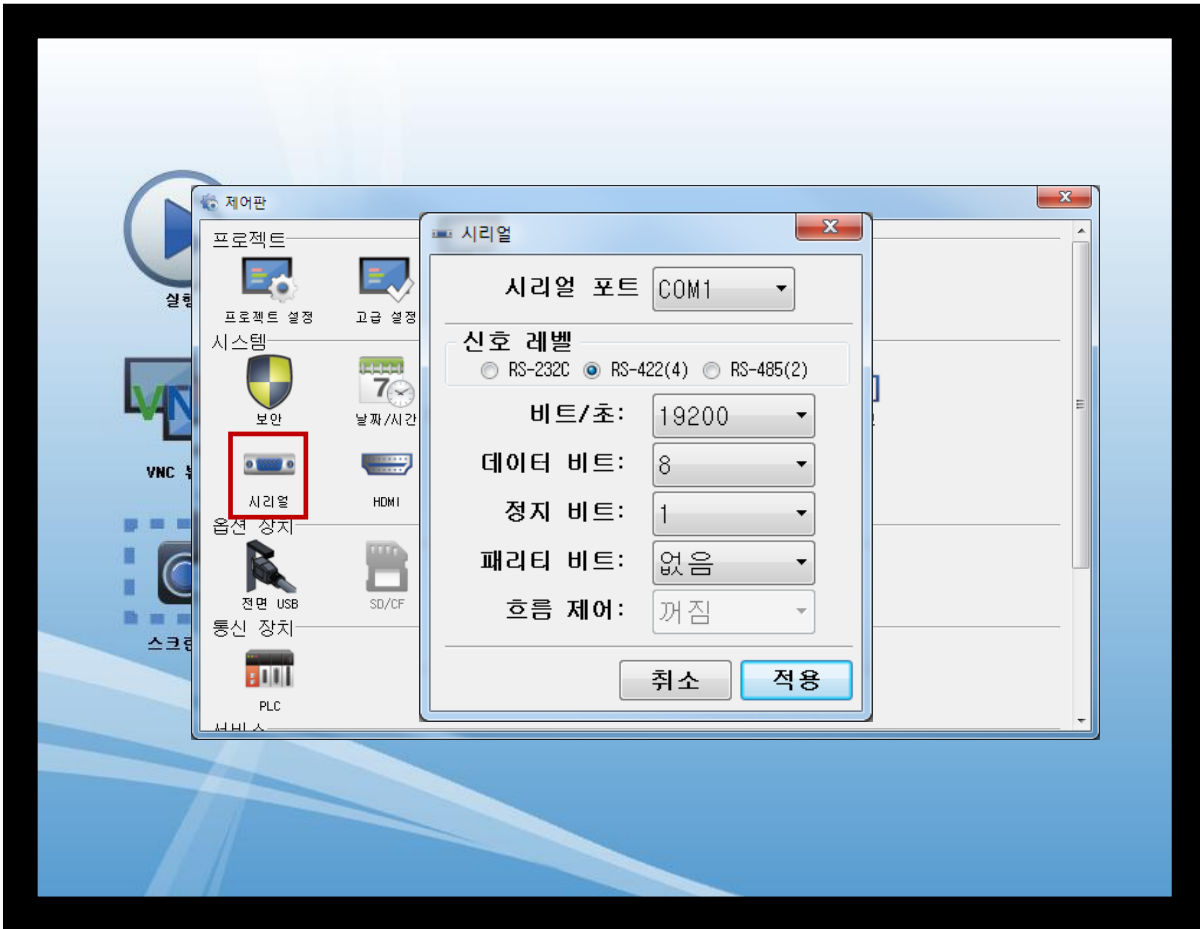 제어판
프로젝트
프로젝트 설정
고급 설정
시스템
보안
날짜/시간
시리얼
HDMI
옵션 장치
전면 USB
SD/CF
통신 장치
PLC
서비스
시리얼
시리얼 포트 COM1
신호 레벨
RS-232C RS-422(4) RS-485(2)
비트/초: 19200
데이터 비트: 8
정지 비트: 1
패리티 비트: 없음
흐름 제어: 꺼짐
취소 적용
VNC
7